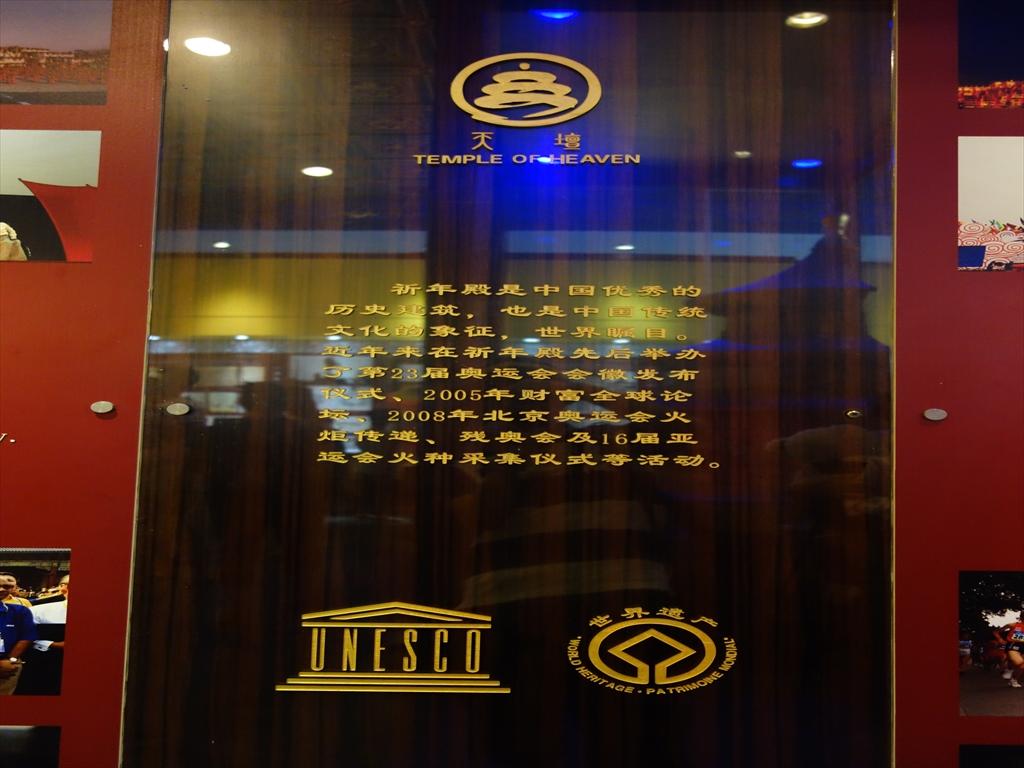 天 壇
TEMPLE OF HEAVEN
祈年殿是中国优秀的
历史建筑，也是中国传统
文化的象征，世界瞩目。
近年来在祈年殿先后举办
了第23届奥运会会徽发布
仪式、2005年财富全球论
坛、2008年北京奥运会火
炬传递、残奥会及16届亚
运会火种采集仪式等活动。
UNESCO
世界遗产
WORLD HERITAGE · PATRIMOINE MONDIAL